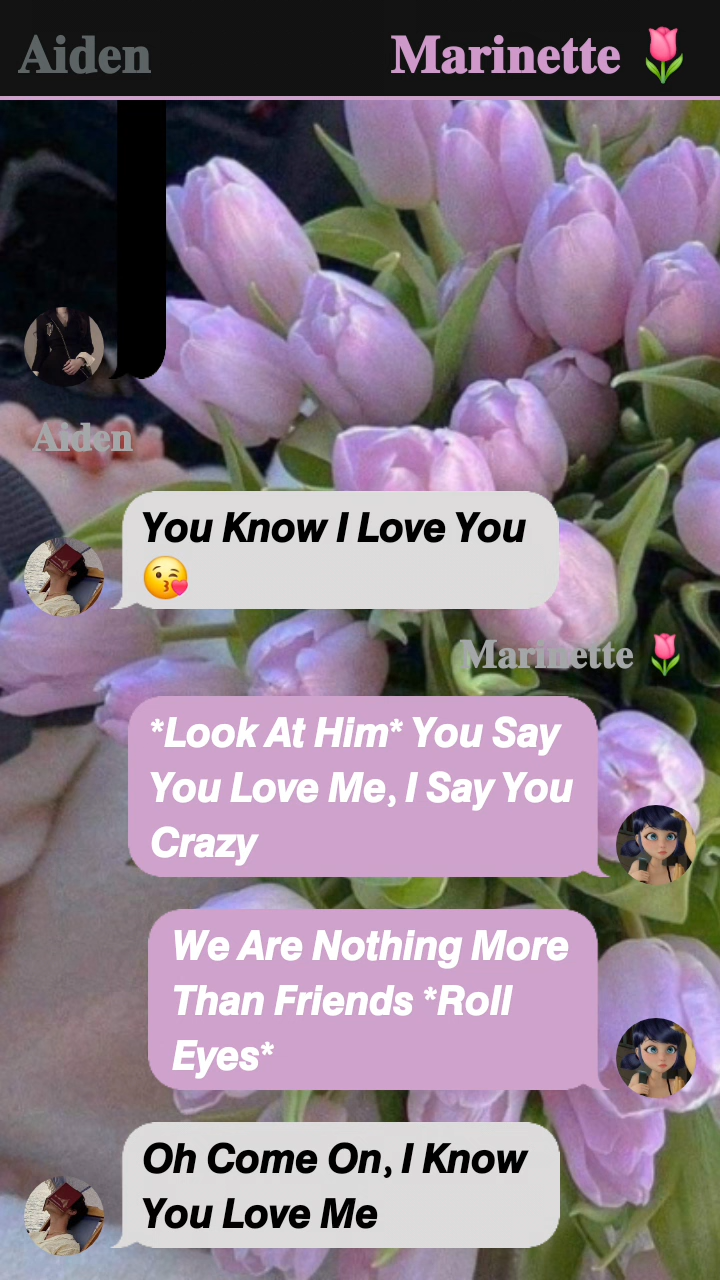 Aiden
Marinette 🌷
Aiden
You Know I Love You
😘
Marinette 🌷
*Look At Him* You Say
You Love Me, I Say You
Crazy
We Are Nothing More
Than Friends *Roll
Eyes*
Oh Come On, I Know
You Love Me